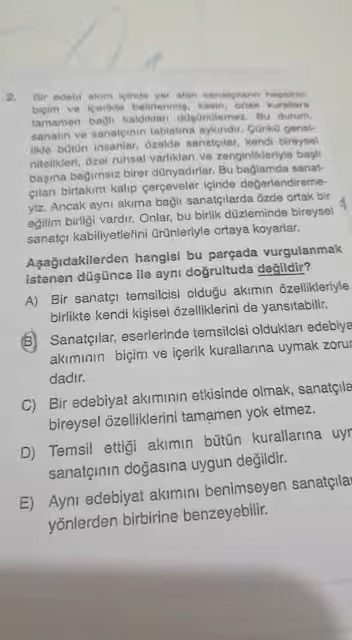 2. Bir edebî akım içinde yer alan sanatçıların hepsinin
biçim ve içerikte belirlenmiş, kesin, ortak kurallara
tamamen bağlı kaldıkları düşünülemez. Bu durum,
sanatın ve sanatçının tabiatına aykırıdır. Çünkü genel-
likle bütün insanlar, özelde sanatçılar, kendi bireysel
nitelikleri, özel ruhsal varlıkları ve zenginlikleriyle başlı
başına bağımsız birer dünyadırlar. Bu bağlamda sanat-
çıları birtakım kalıp çerçeveler içinde değerlendireme-
yiz. Ancak aynı akıma bağlı sanatçılarda özde ortak bir
eğilim birliği vardır. Onlar, bu birlik düzleminde bireysel
sanatçı kabiliyetlerini ürünleriyle ortaya koyarlar.
Aşağıdakilerden hangisi bu parçada vurgulanmak
istenen düşünce ile aynı doğrultuda değildir?
A) Bir sanatçı temsilcisi olduğu akımın özellikleriyle
birlikte kendi kişisel özelliklerini de yansıtabilir.
B) Sanatçılar, eserlerinde temsilcisi oldukları edebiya
akımının biçim ve içerik kurallarına uymak zorun
dadır.
C) Bir edebiyat akımının etkisinde olmak, sanatçıla
bireysel özelliklerini tamamen yok etmez.
D) Temsil ettiği akımın bütün kurallarına uym
sanatçının doğasına uygun değildir.
E) Aynı edebiyat akımını benimseyen sanatçılar
yönlerden birbirine benzeyebilir.